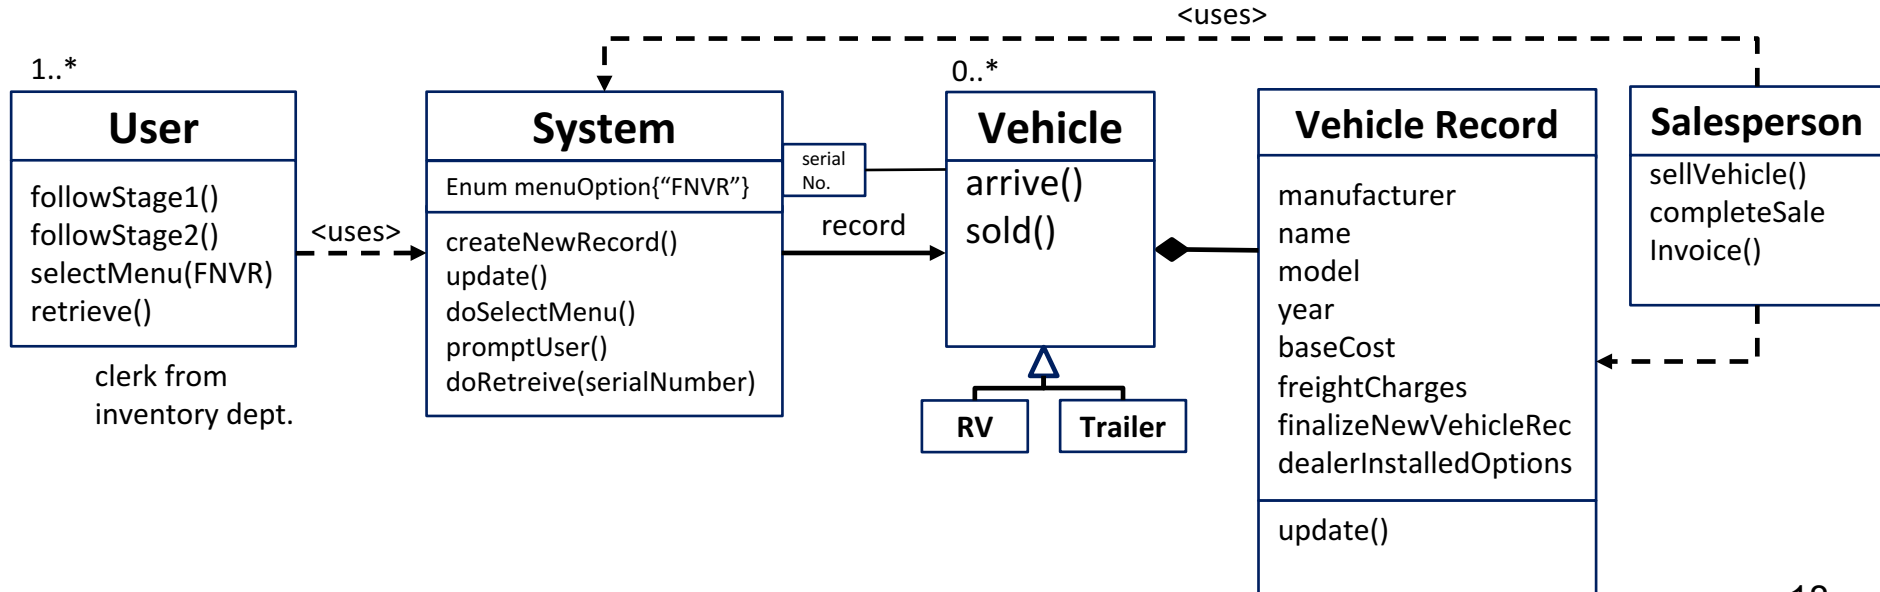 <uses>
1..*
User
followStage1()
followStage2()
selectMenu(FNVR)
retrieve()
clerk from
inventory dept.
<uses>
System
Enum menuOption{“FNVR”}
createNewRecord()
update()
doSelectMenu()
promptUser()
doRetreive(serialNumber)
serial
No.
record
0..*
Vehicle
arrive()
sold()
RV
Trailer
Vehicle Record
manufacturer
name
model
year
baseCost
freightCharges
finalizeNewVehicleRec
dealerInstalledOptions
update()
Salesperson
sellVehicle()
completeSale
Invoice()